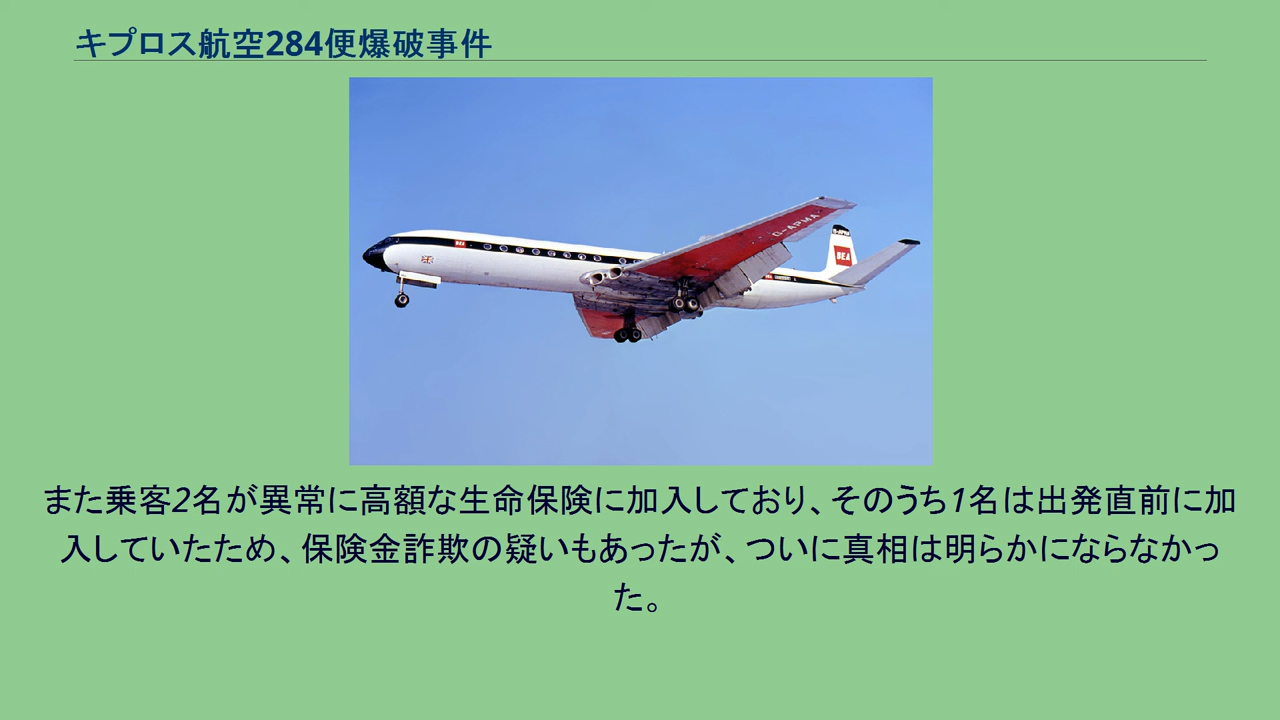 キプロス航空284便爆破事件
G-APMA
BEA
BEA
また乗客2名が異常に高額な生命保険に加入しており、そのうち1名は出発直前に加
入していたため、保険金詐欺の疑いもあったが、ついに真相は明らかにならなかっ
た。